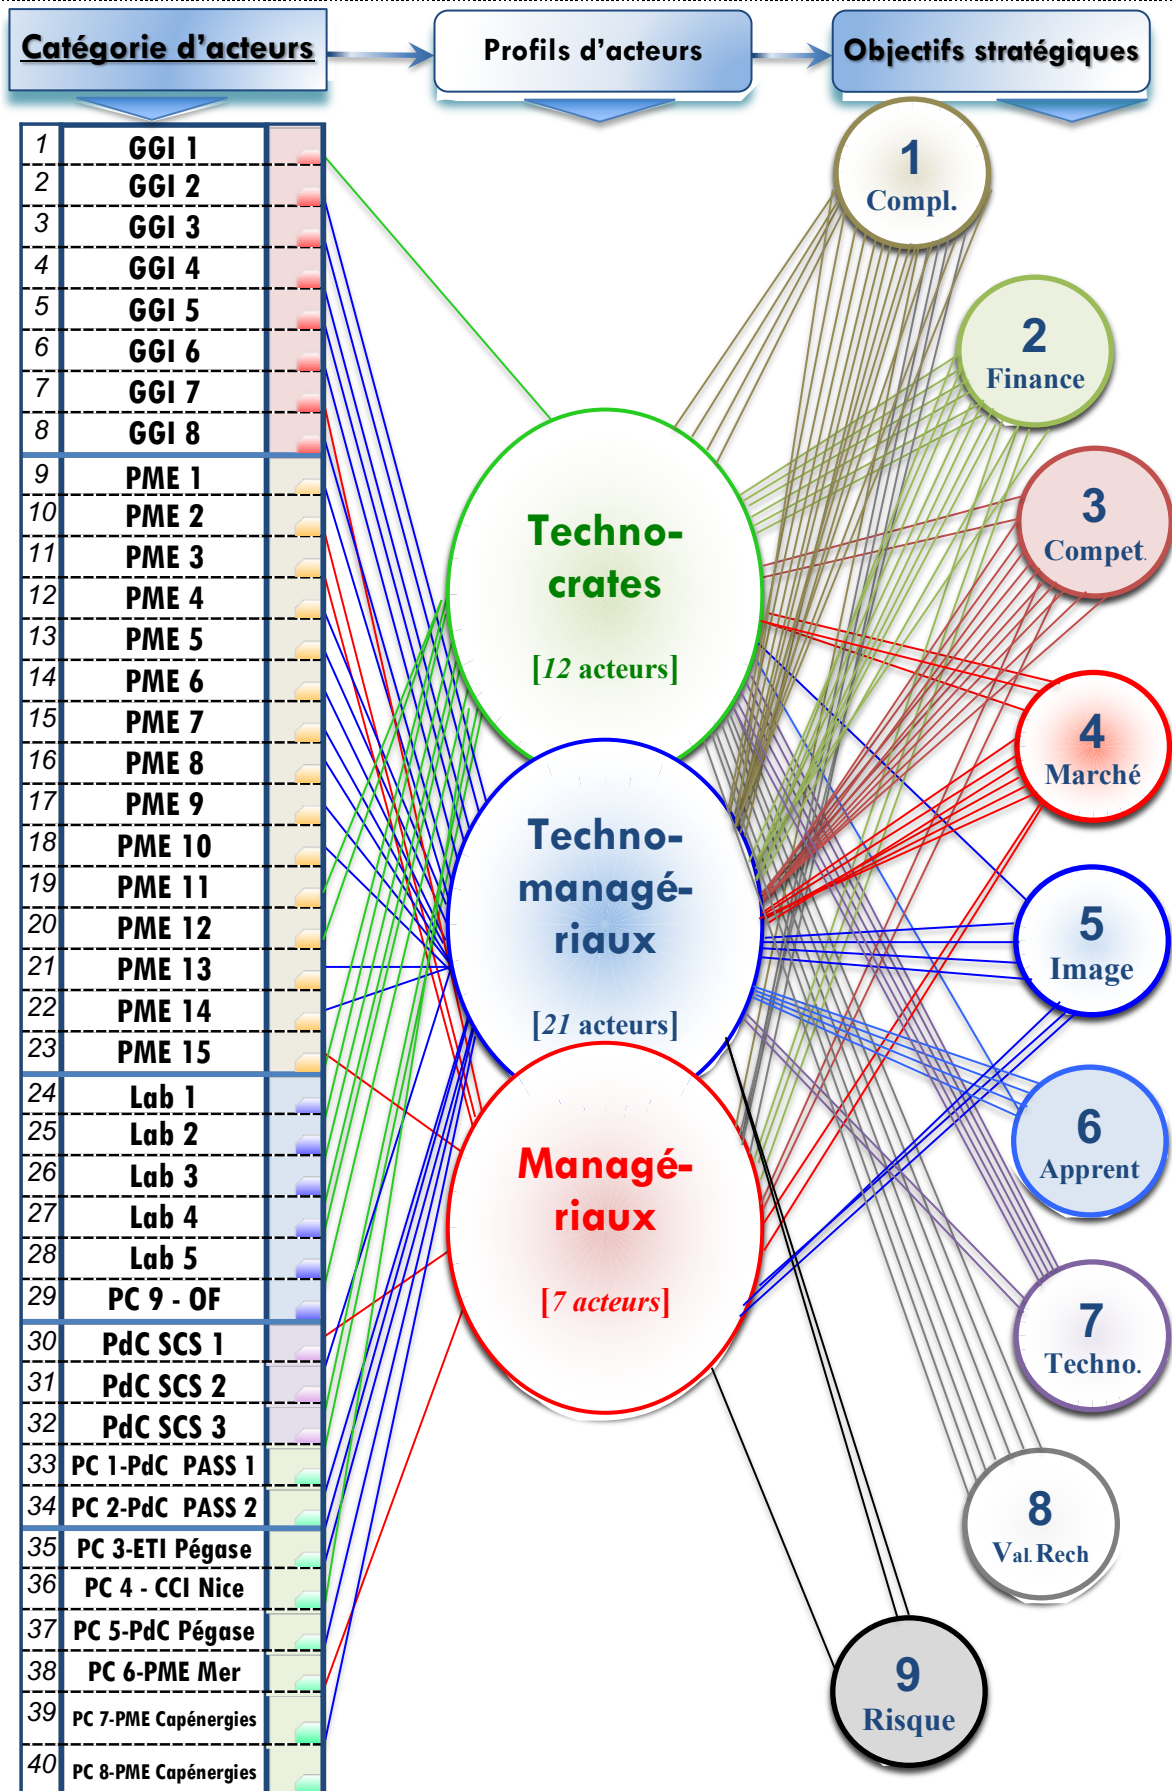 Catégorie d'acteurs
Profils d'acteurs
Objectifs stratégiques
1 GGI 1
2 GGI 2
3 GGI 3
4 GGI 4
5 GGI 5
6 GGI 6
7 GGI 7
8 GGI 8
9 PME 1
10 PME 2
11 PME 3
12 PME 4
13 PME 5
14 PME 6
15 PME 7
16 PME 8
17 PME 9
18 PME 10
19 PME 11
20 PME 12
21 PME 13
22 PME 14
23 PME 15
24 Lab 1
25 Lab 2
26 Lab 3
27 Lab 4
28 Lab 5
29 PC 9 - OF
30 PdC SCS 1
31 PdC SCS 2
32 PdC SCS 3
33 PC 1-PdC PASS 1
34 PC 2-PdC PASS 2
35 PC 3-ETI Pégase
36 PC 4 - CCI Nice
37 PC 5-PdC Pégase
38 PC 6-PME Mer
39 PC 7-PME Capénergies
40 PC 8-PME Capénergies
Techno-
crates
[12 acteurs]
Techno-
managé-
riaux
[21 acteurs]
Managé-
riaux
[7 acteurs]
1
Compl.
2
Finance
3
Compet.
4
Marché
5
Image
6
Apprent
7
Techno.
8
Val.Rech
9
Risque